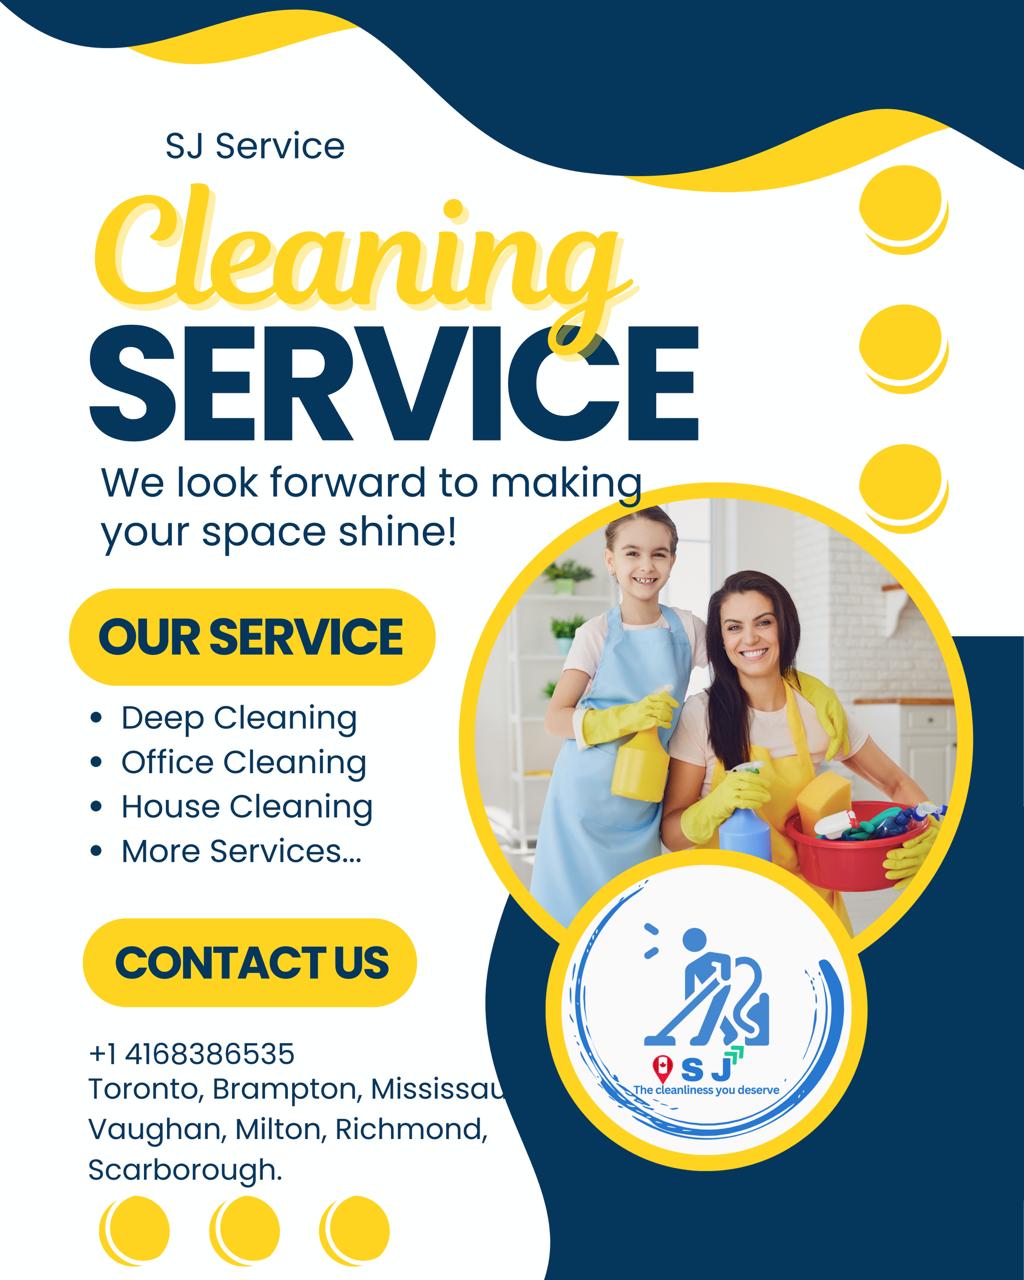 SJ Service
Cleaning
SERVICE
We look forward to making
your space shine!
OUR SERVICE
Deep Cleaning
Office Cleaning
House Cleaning
More Services...
CONTACT US
+1 4168386535
Toronto, Brampton, Mississau
Vaughan, Milton, Richmond,
Scarborough.
SJ
The cleanliness you deserve